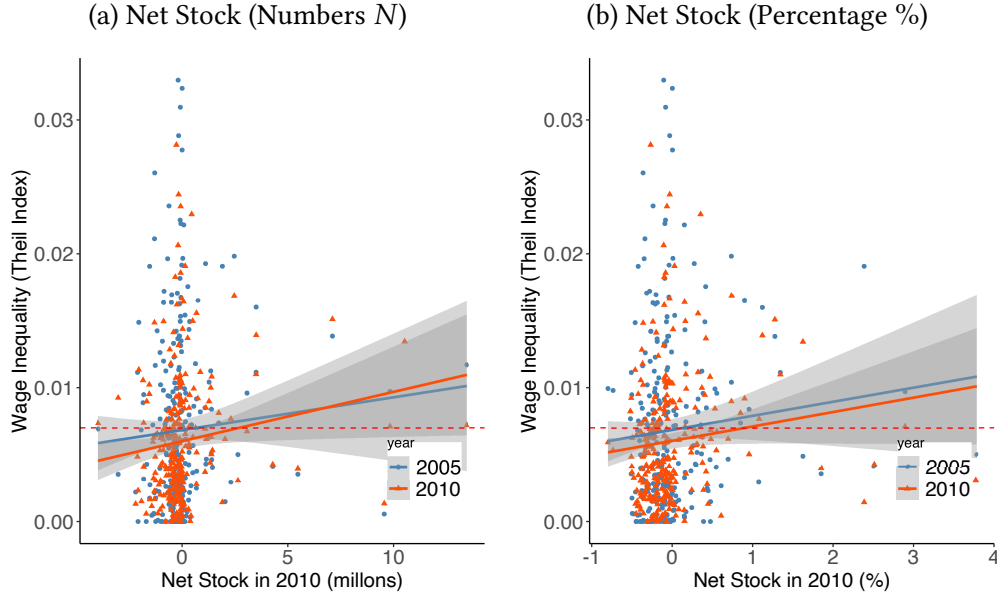 (a) Net Stock (Numbers N)
Wage Inequality (Theil Index)
0.03
0.02
0.01
0.00
year
2005
2010
0
5
10
Net Stock in 2010 (millons)
(b) Net Stock (Percentage %)
Wage Inequality (Theil Index)
0.03
0.02
0.01
0.00
year
2005
2010
-1
0
1
2
3
4
Net Stock in 2010 (%)